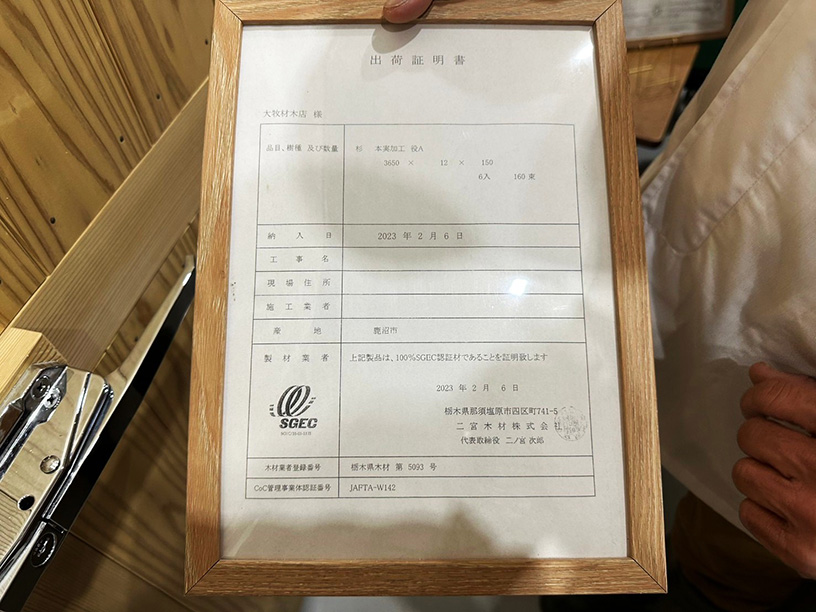 出荷証明書
大牧材木店 様
品目、樹種 及び数量
杉 本実加工 役A
3650 × 12 × 150
6入 160 束
納入日 2023 年 2 月 6 日
工事名
現場住所
施工業者
産地 鹿沼市
製材業者 上記製品は、100%SGEC認証材であることを証明致します
SGEC
2023 年 2 月 6 日
栃木県那須塩原市四区町741-5
二宮木材株式会社
代表取締役 二ノ宮 次郎
木材業者登録番号 栃木県木材 第 5093 号
CoC管理事業体認証番号 JAFTA-W142